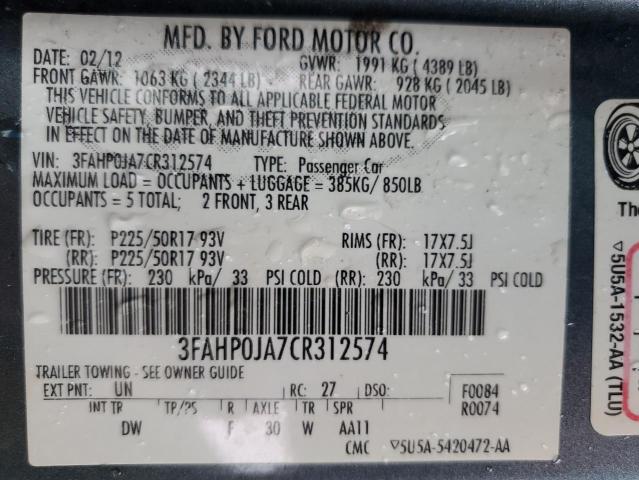 MFD. BY FORD MOTOR CO.
DATE: 02/12 GVWR: 1991 KG ( 4389 LB)
FRONT GAWR: 1063 KG ( 2344 LB) REAR GAWR: 928 KG ( 2045 LB)
THIS VEHICLE CONFORMS TO ALL APPLICABLE FEDERAL MOTOR
VEHICLE SAFETY, BUMPER, AND THEFT PREVENTION STANDARDS
IN EFFECT ON THE DATE OF MANUFACTURE SHOWN ABOVE.
VIN: 3FAHP0JA7CR312574 TYPE: Passenger Car
MAXIMUM LOAD = OCCUPANTS + LUGGAGE = 385KG/ 850LB
OCCUPANTS = 5 TOTAL; 2 FRONT, 3 REAR
TIRE (FR): P225/50R17 93V RIMS (FR): 17X7.5J
(RR): P225/50R17 93V (RR): 17X7.5J
PRESSURE (FR): 230 kPa/ 33 PSI COLD (RR): 230 kPa/ 33 PSI COLD
3FAHP0JA7CR312574
TRAILER TOWING - SEE OWNER GUIDE
EXT PNT: UN RC: 27 DSO: F0084
INT TR TP/PS R AXLE TR SPR R0074
DW F 30 W AA11
CMC ▽5U5A-5420472-AA
The
▽5U5A-1532-AA (TLU)